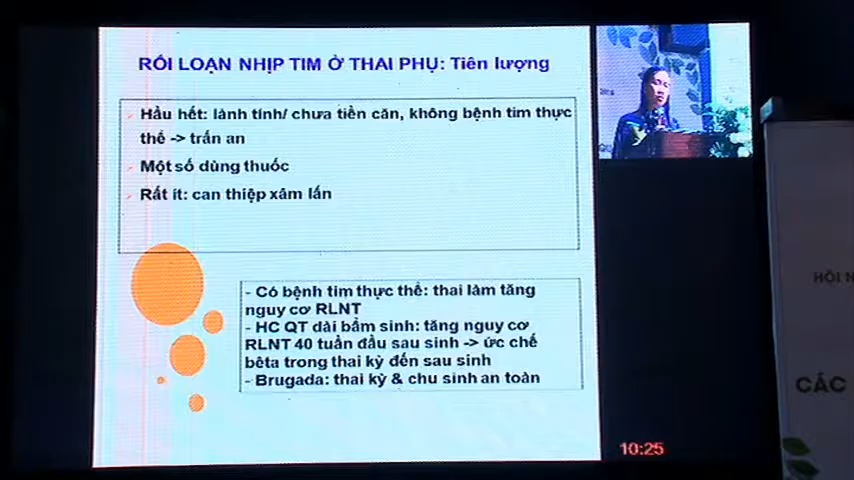 RỐI LOẠN NHỊP TIM Ở THAI PHỤ: Tiên lượng
Hầu hết: lành tính/ chưa tiền căn, không bệnh tim thực
thể -> trấn an
Một số dùng thuốc
Rất ít: can thiệp xâm lấn
- Có bệnh tim thực thể: thai làm tăng
nguy cơ RLNT
- HC QT dài bẩm sinh: tăng nguy cơ
RLNT 40 tuần đầu sau sinh -> ức chế
bêta trong thai kỳ đến sau sinh
- Brugada: thai kỳ & chu sinh an toàn
10:25
HỘI N
CÁC